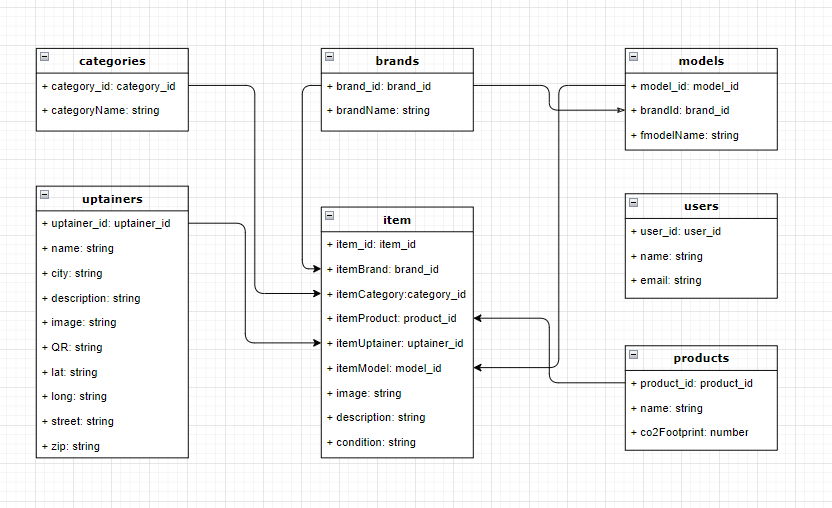 categories
+ category_id: category_id
+ categoryName: string
brands
+ brand_id: brand_id
+ brandName: string
models
+ model_id: model_id
+ brandId: brand_id
+ fmodelName: string
uptainers
+ uptainer_id: uptainer_id
+ name: string
+ city: string
+ description: string
+ image: string
+ QR: string
+ lat: string
+ long: string
+ street: string
+ zip: string
item
+ item_id: item_id
+ itemBrand: brand_id
+ itemCategory:category_id
+ itemProduct: product_id
+ itemUptainer: uptainer_id
+ itemModel: model_id
+ image: string
+ description: string
+ condition: string
users
+ user_id: user_id
+ name: string
+ email: string
products
+ product_id: product_id
+ name: string
+ co2Footprint: number